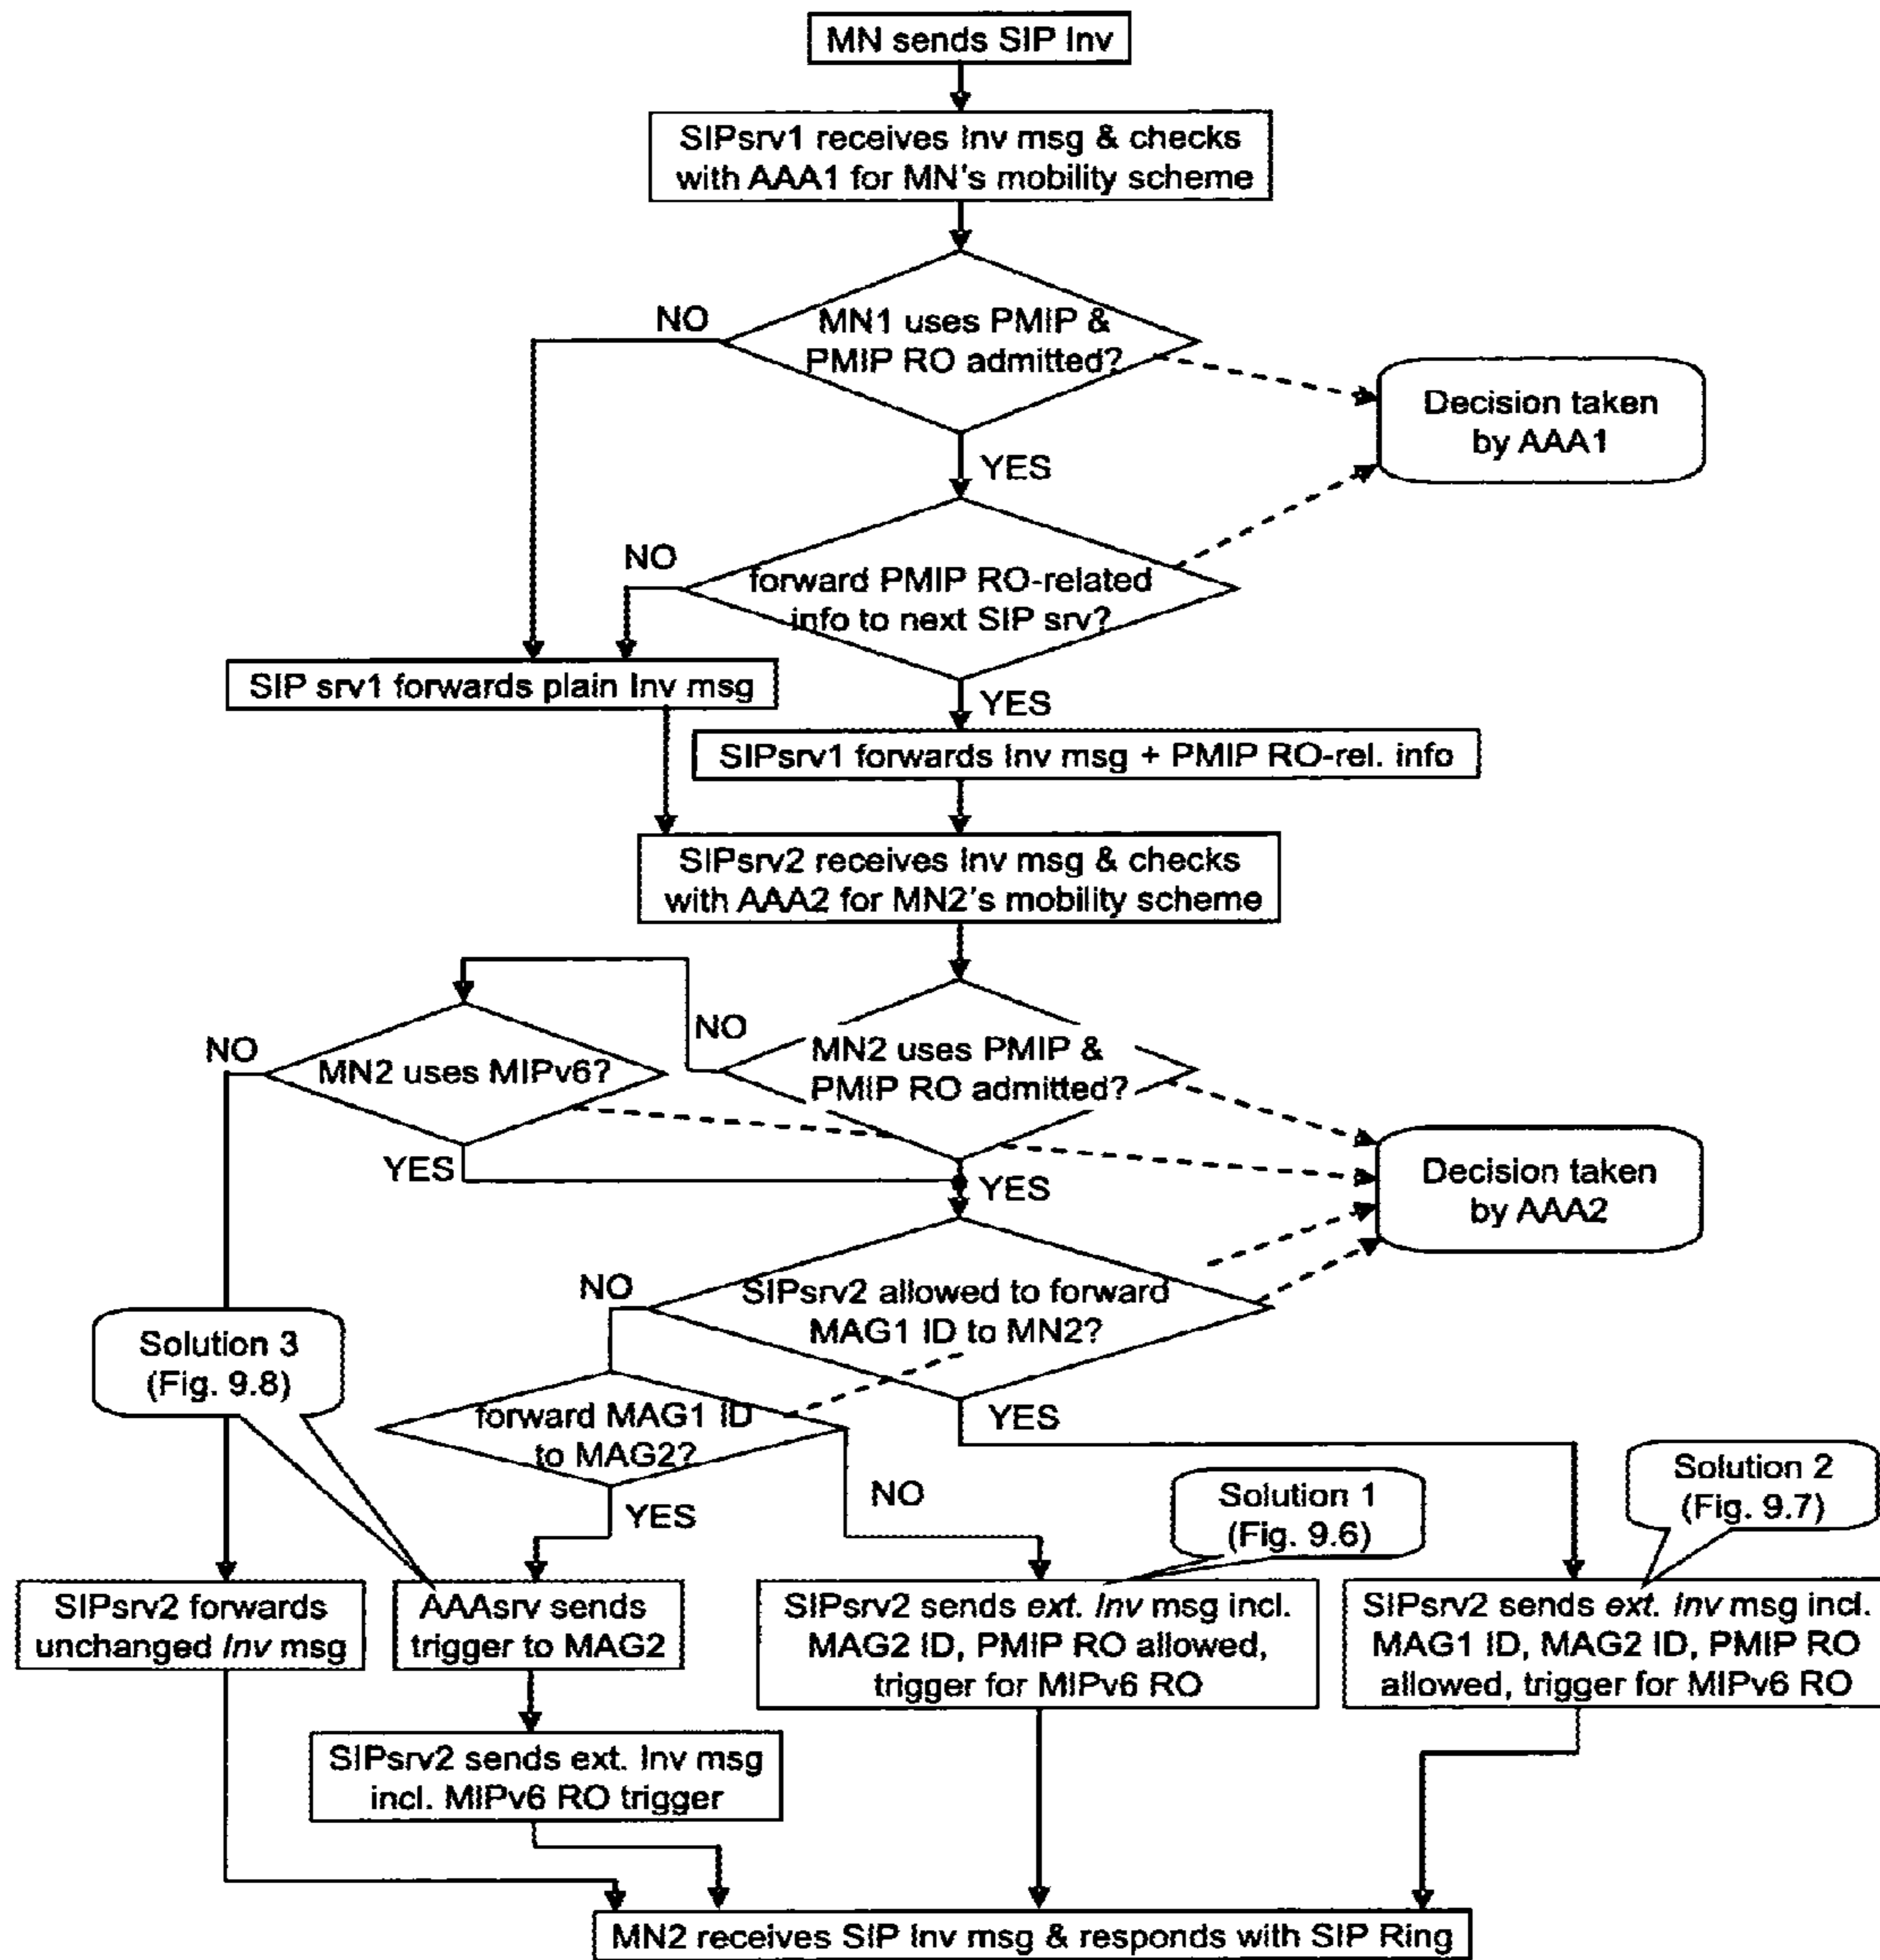 MN sends SIP Inv
SIPsrv1 receives Inv msg & checks
with AAA1 for MN's mobility scheme
NO
MN1 uses PMIP &
PMIP RO admitted?
Decision taken
by AAA1
YES
NO
forward PMIP RO-related
info to next SIP srv?
SIP srv1 forwards plain Inv msg
YES
SIPsrv1 forwards Inv msg + PMIP RO-rel. info
SIPsrv2 receives Inv msg & checks
with AAA2 for MN2's mobility scheme
NO
MN2 uses MIPv6?
NO
MN2 uses PMIP &
PMIP RO admitted?
YES
YES
Decision taken
by AAA2
NO
SIPsrv2 allowed to forward
MAG1 ID to MN2?
Solution 3
(Fig. 9.8)
forward MAG1 ID
to MAG2?
YES
YES
NO
Solution 1
(Fig. 9.6)
Solution 2
(Fig. 9.7)
SIPsrv2 forwards
unchanged Inv msg
AAAsrv sends
trigger to MAG2
SIPsrv2 sends ext. Inv msg incl.
MAG2 ID, PMIP RO allowed,
trigger for MIPv6 RO
SIPsrv2 sends ext. Inv msg incl.
MAG1 ID, MAG2 ID, PMIP RO
allowed, trigger for MIPv6 RO
SIPsrv2 sends ext. Inv msg
incl. MIPv6 RO trigger
MN2 receives SIP Inv msg & responds with SIP Ring